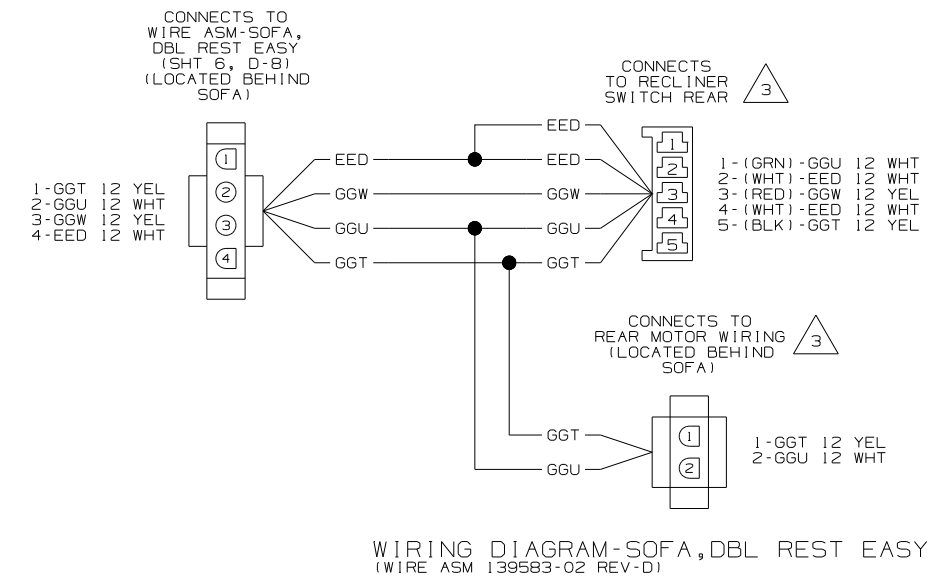 CONNECTS TO
WIRE ASM-SOFA,
DBL REST EASY
(SHT 6, D-8)
(LOCATED BEHIND
SOFA)
CONNECTS
TO RECLINER
SWITCH REAR
3
1-GGT 12 YEL
2-GGU 12 WHT
3-GGW 12 YEL
4-EED 12 WHT
1
2
3
4
EED
GGW
GGU
GGT
EED
EED
GGW
GGU
GGT
1
2
3
4
5
1-(GRN)-GGU 12 WHT
2-(WHT)-EED 12 WHT
3-(RED)-GGW 12 YEL
4-(WHT)-EED 12 WHT
5-(BLK)-GGT 12 YEL
CONNECTS TO
REAR MOTOR WIRING
(LOCATED BEHIND
SOFA)
3
GGT
GGU
1
2
1-GGT 12 YEL
2-GGU 12 WHT
WIRING DIAGRAM-SOFA,DBL REST EASY
(WIRE ASM 139583-02 REV-D)